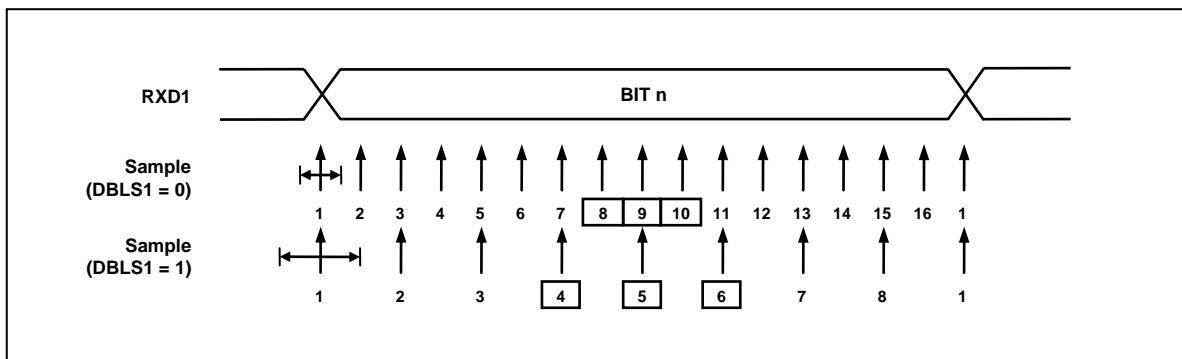 RXD1
BIT n
Sample
(DBLS1 = 0)
1 2 3 4 5 6 7 8 9 10 11 12 13 14 15 16 1
Sample
(DBLS1 = 1)
1 2 3 4 5 6 7 8 1